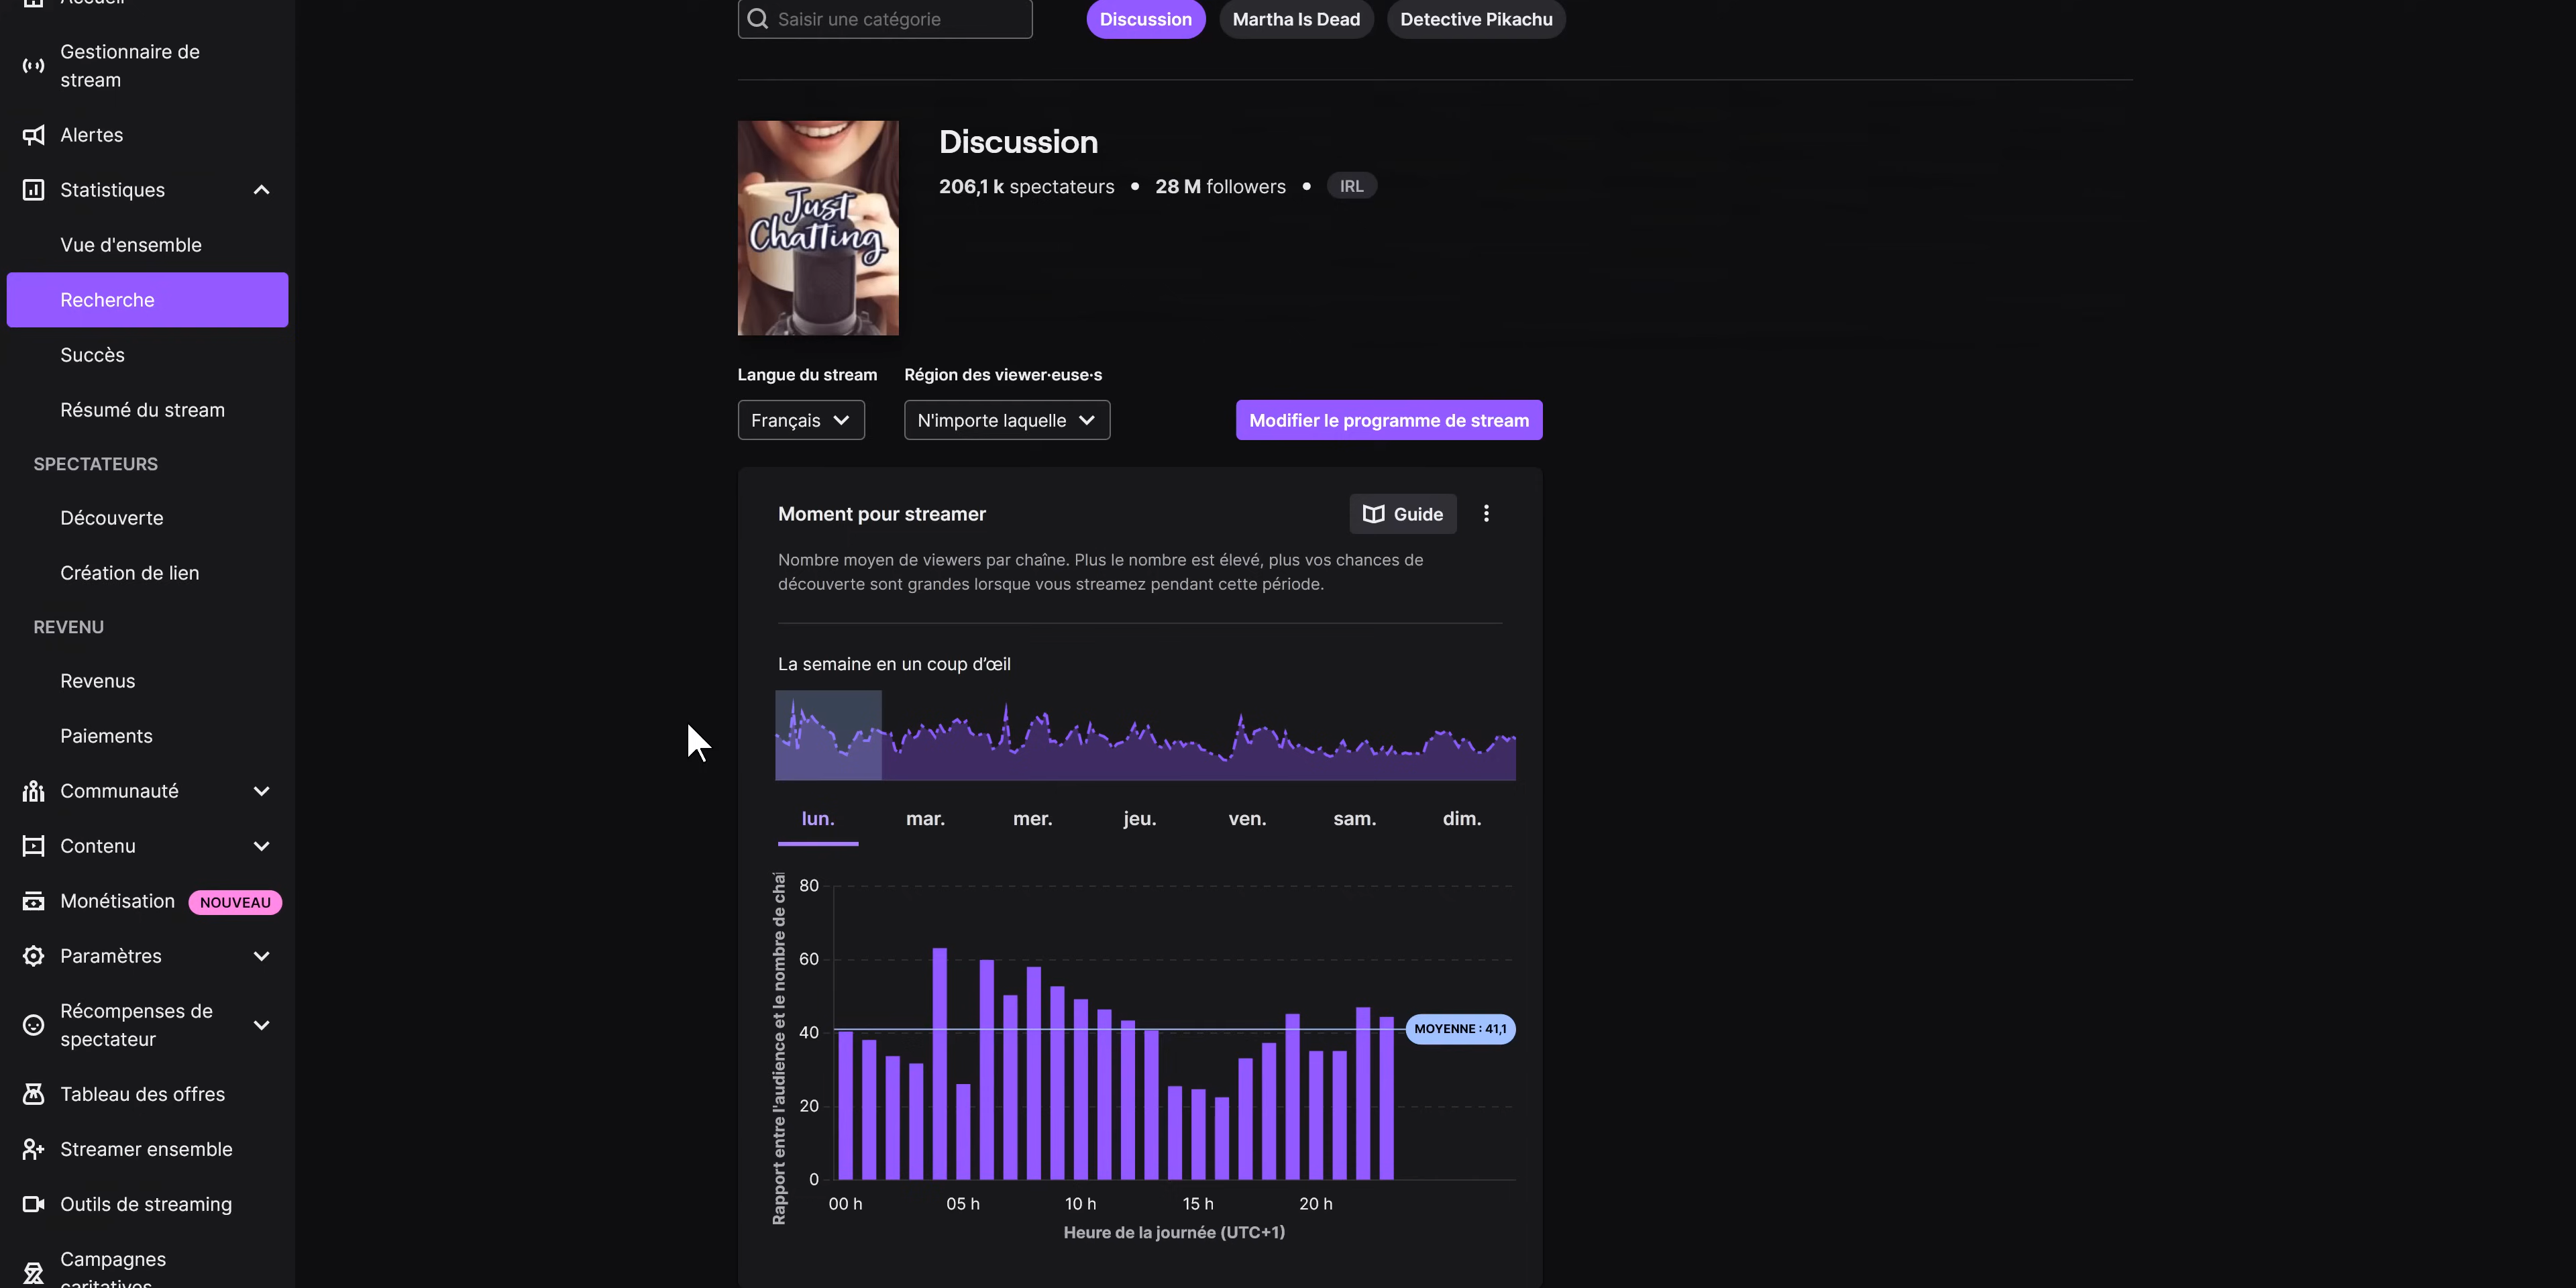 Accueil
Gestionnaire de
stream
Alertes
Statistiques
Vue d'ensemble
Recherche
Succès
Résumé du stream
SPECTATEURS
Découverte
Création de lien
REVENU
Revenus
Paiements
Communauté
Contenu
Monétisation NOUVEAU
Paramètres
Récompenses de
spectateur
Tableau des offres
Streamer ensemble
Outils de streaming
Campagnes
caritatives
Saisir une catégorie
Discussion Martha Is Dead Detective Pikachu
Just
Chatting
Discussion
206,1 k spectateurs • 28 M followers • IRL
Langue du stream Région des viewer·euse·s
Français N'importe laquelle Modifier le programme de stream
Moment pour streamer Guide
Nombre moyen de viewers par chaîne. Plus le nombre est élevé, plus vos chances de
découverte sont grandes lorsque vous streamez pendant cette période.
La semaine en un coup d’œil
lun. mar. mer. jeu. ven. sam. dim.
Rapport entre l'audience et le nombre de chaî
80
60
40
20
0
MOYENNE : 41,1
00 h 05 h 10 h 15 h 20 h
Heure de la journée (UTC+1)